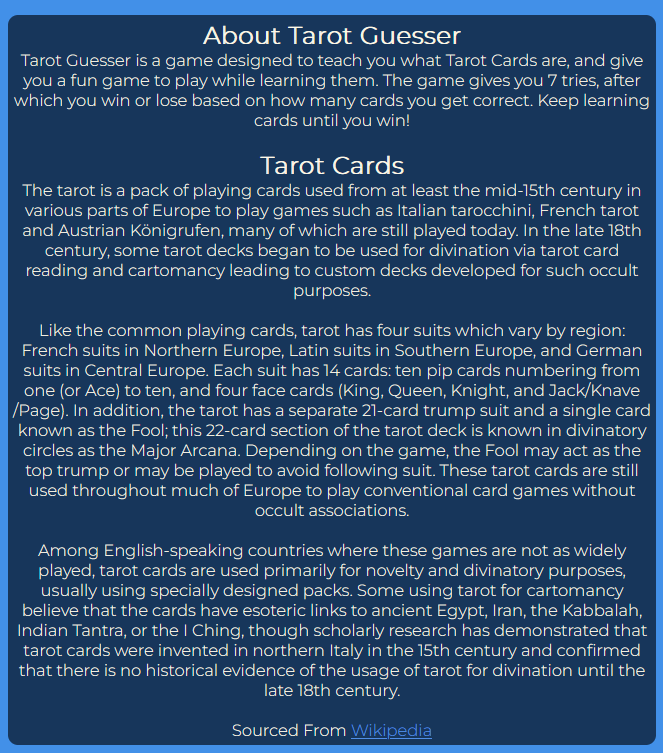 About Tarot Guesser
Tarot Guesser is a game designed to teach you what Tarot Cards are, and give
you a fun game to play while learning them. The game gives you 7 tries, after
which you win or lose based on how many cards you get correct. Keep learning
cards until you win!
Tarot Cards
The tarot is a pack of playing cards used from at least the mid-15th century in
various parts of Europe to play games such as Italian tarocchini, French tarot
and Austrian Königrufen, many of which are still played today. In the late 18th
century, some tarot decks began to be used for divination via tarot card
reading and cartomancy leading to custom decks developed for such occult
purposes.
Like the common playing cards, tarot has four suits which vary by region:
French suits in Northern Europe, Latin suits in Southern Europe, and German
suits in Central Europe. Each suit has 14 cards: ten pip cards numbering from
one (or Ace) to ten, and four face cards (King, Queen, Knight, and Jack/Knave
/Page). In addition, the tarot has a separate 21-card trump suit and a single card
known as the Fool; this 22-card section of the tarot deck is known in divinatory
circles as the Major Arcana. Depending on the game, the Fool may act as the
top trump or may be played to avoid following suit. These tarot cards are still
used throughout much of Europe to play conventional card games without
occult associations.
Among English-speaking countries where these games are not as widely
played, tarot cards are used primarily for novelty and divinatory purposes,
usually using specially designed packs. Some using tarot for cartomancy
believe that the cards have esoteric links to ancient Egypt, Iran, the Kabbalah,
Indian Tantra, or the I Ching, though scholarly research has demonstrated that
tarot cards were invented in northern Italy in the 15th century and confirmed
that there is no historical evidence of the usage of tarot for divination until the
late 18th century.
Sourced From Wikipedia